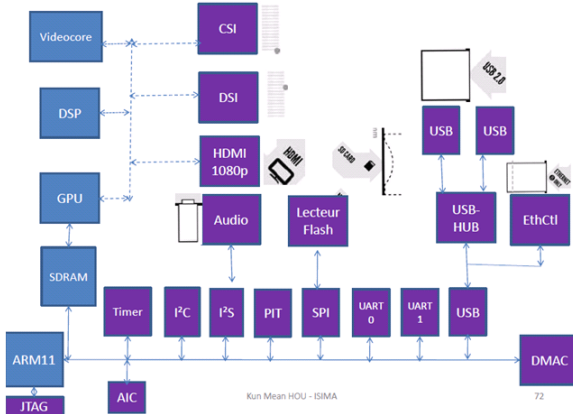 Videocore
CSI
DSP
DSI
HDMI
1080p
HDMI
SD CARD
USB 2.0
USB
USB
GPU
Audio
Lecteur
Flash
USB-
HUB
EthCtl
ETHERNET
SDRAM
Timer
I²C
I²S
PIT
SPI
UART
0
UART
1
USB
ARM11
DMAC
JTAG
AIC
Kun Mean HOU - ISIMA
72